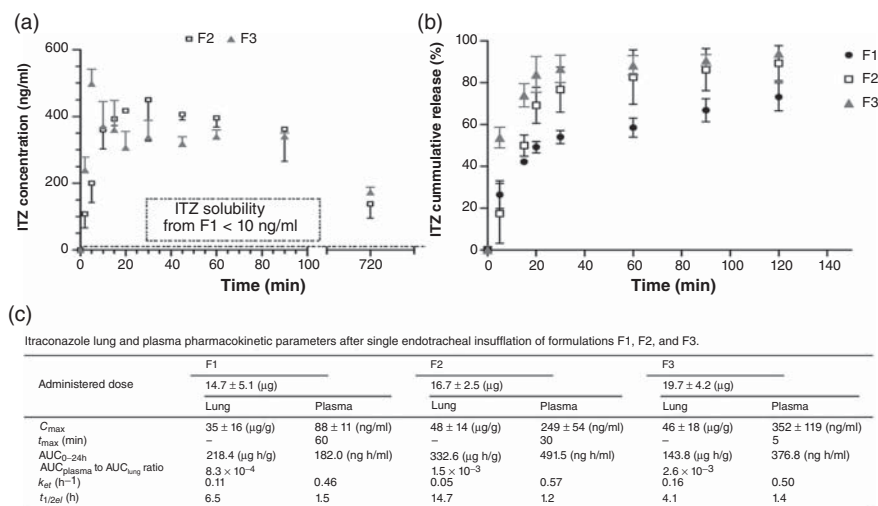 (a)
F2 F3
ITZ concentration (ng/ml)
600
400
200
0
ITZ solubility
from F1 < 10 ng/ml
0 20 40 60 80 100 720
Time (min)
(b)
ITZ cummulative release (%)
100
80
60
40
20
0
0 20 40 60 80 100 120 140
Time (min)
F1
F2
F3
(c)
Itraconazole lung and plasma pharmacokinetic parameters after single endotracheal insufflation of formulations F1, F2, and F3.
F1 F2 F3
Administered dose 14.7 ± 5.1 (μg) 16.7 ± 2.5 (μg) 19.7 ± 4.2 (μg)
Lung Plasma Lung Plasma Lung Plasma
Cmax 35 ± 16 (μg/g) 88 ± 11 (ng/ml) 48 ± 14 (μg/g) 249 ± 54 (ng/ml) 46 ± 18 (μg/g) 352 ± 119 (ng/ml)
tmax (min) – 60 – 30 – 5
AUC0–24h 218.4 (μg h/g) 182.0 (ng h/ml) 332.6 (μg h/g) 491.5 (ng h/ml) 143.8 (μg h/g) 376.8 (ng h/ml)
AUCplasma to AUClung ratio 8.3 × 10⁻⁴ 1.5 × 10⁻³ 2.6 × 10⁻³
ket (h⁻¹) 0.11 0.46 0.05 0.57 0.16 0.50
t1/2el (h) 6.5 1.5 14.7 1.2 4.1 1.4